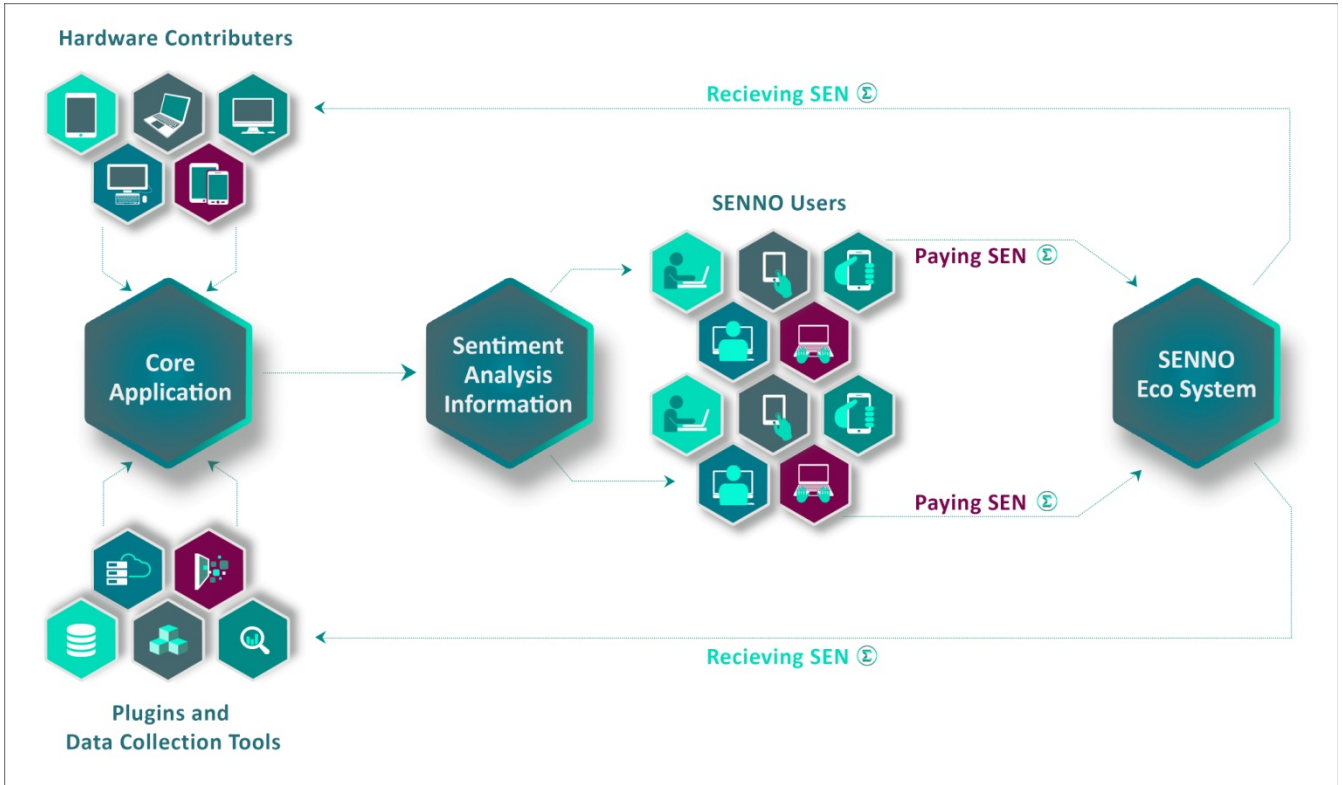 Hardware Contributers
Recieving SEN Σ
SENNO Users
Paying SEN Σ
Core
Application
Sentiment
Analysis
Information
SENNO
Eco System
Paying SEN Σ
Recieving SEN Σ
Plugins and
Data Collection Tools